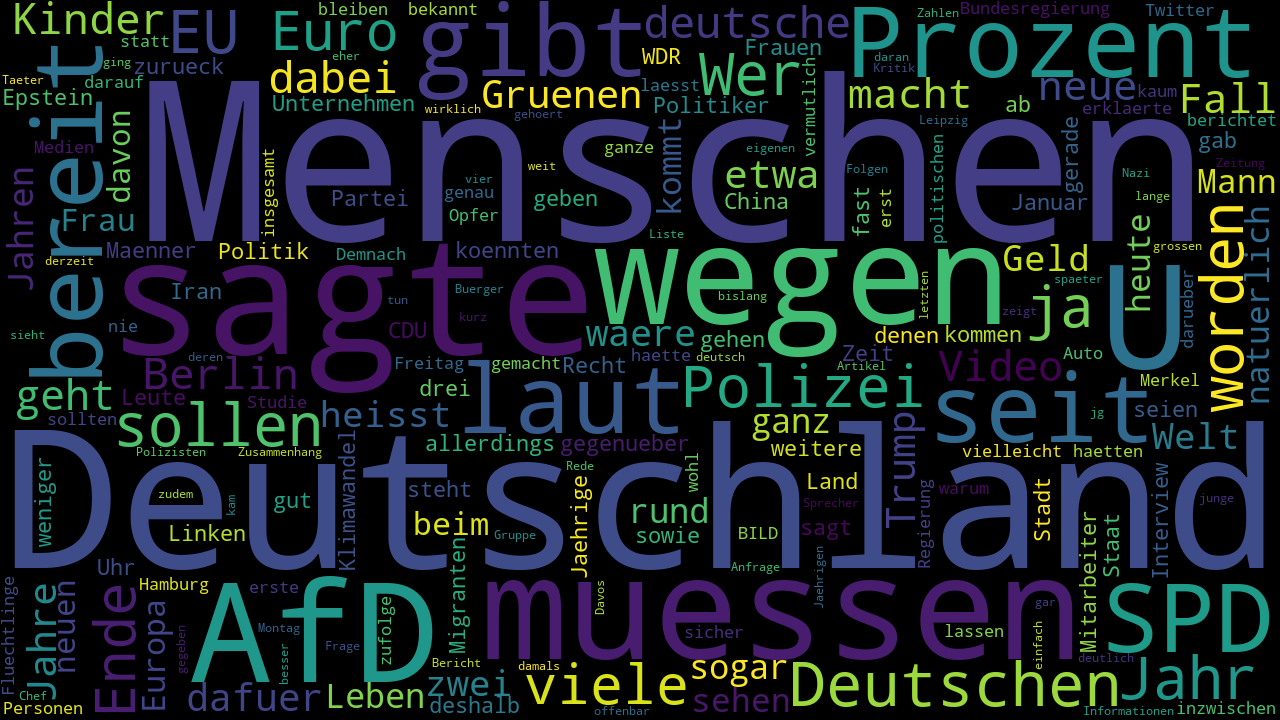 Kinder
bleiben
bekannt
EU
Euro
gibt
deutsche
Prozent
Zahlen
Bundesregierung
Twitter
statt
ging
eher
WDR
Frauen
Wer
daran
Kritik
Taeter
darauf
zurueck
dabei
Gruenen
laesst
vermutlich
macht
neue
kaum
Fall
Epstein
bereit
Unternehmen
wirklich
gehoert
Politiker
ab
erklaerte
berichtet
Medien
davon
Menschen
insgesamt
ganze
kommt
eigenen
Leipzig
gerade
gab
Jahren
Partei
vier
weit
genau
geben
etwa
Folgen
fast
erst
politischen
Nazi
Zeitung
Mann
Frau
Opfer
China
Januar
lange
Maenner
Politik
Demnach
koennten
Liste
wegen
Geld
heute
grossen
worden
natuerlich
derzeit
sagte
Iran
tun
Buerger
bislang
letzten
ja
U
spaeter
darueber
sieht
nie
CDU
kurz
waere
gehen
denen
kommen
zeigt
Berlin
deren
Freitag
gemacht
Recht
haette
deutsch
Zeit
Artikel
Video
Auto
geht
Leute
Studie
drei
laut
Polizei
seit
Merkel
sollten
sollen
heisst
ganz
Trump
jg
seien
Polizisten
Zusammenhang
allerdings
gegenueber
weitere
vielleicht
haetten
Welt
Deutschland
weniger
zudem
kam
gut
Klimawandel
steht
Rede
wohl
Land
Regierung
warum
Stadt
Interview
junge
Linken
beim
Gruppe
Jaehrige
rund
sowie
BILD
Sprecher
sagt
Mitarbeiter
Staat
Uhr
Anfrage
Jaehrigen
Fluechtlinge
Jahre
neuen
Ende
Hamburg
erste
AfD
Migranten
muessen
Davos
SPD
Europa
gegeben
Montag
besser
Frage
zufolge
sicher
lassen
gar
einfach
deutlich
Chef
Personen
dafuer
Leben
Bericht
zwei
deshalb
damals
viele
offenbar
sogar
sehen
Deutschen
Jahr
Informationen
inzwischen